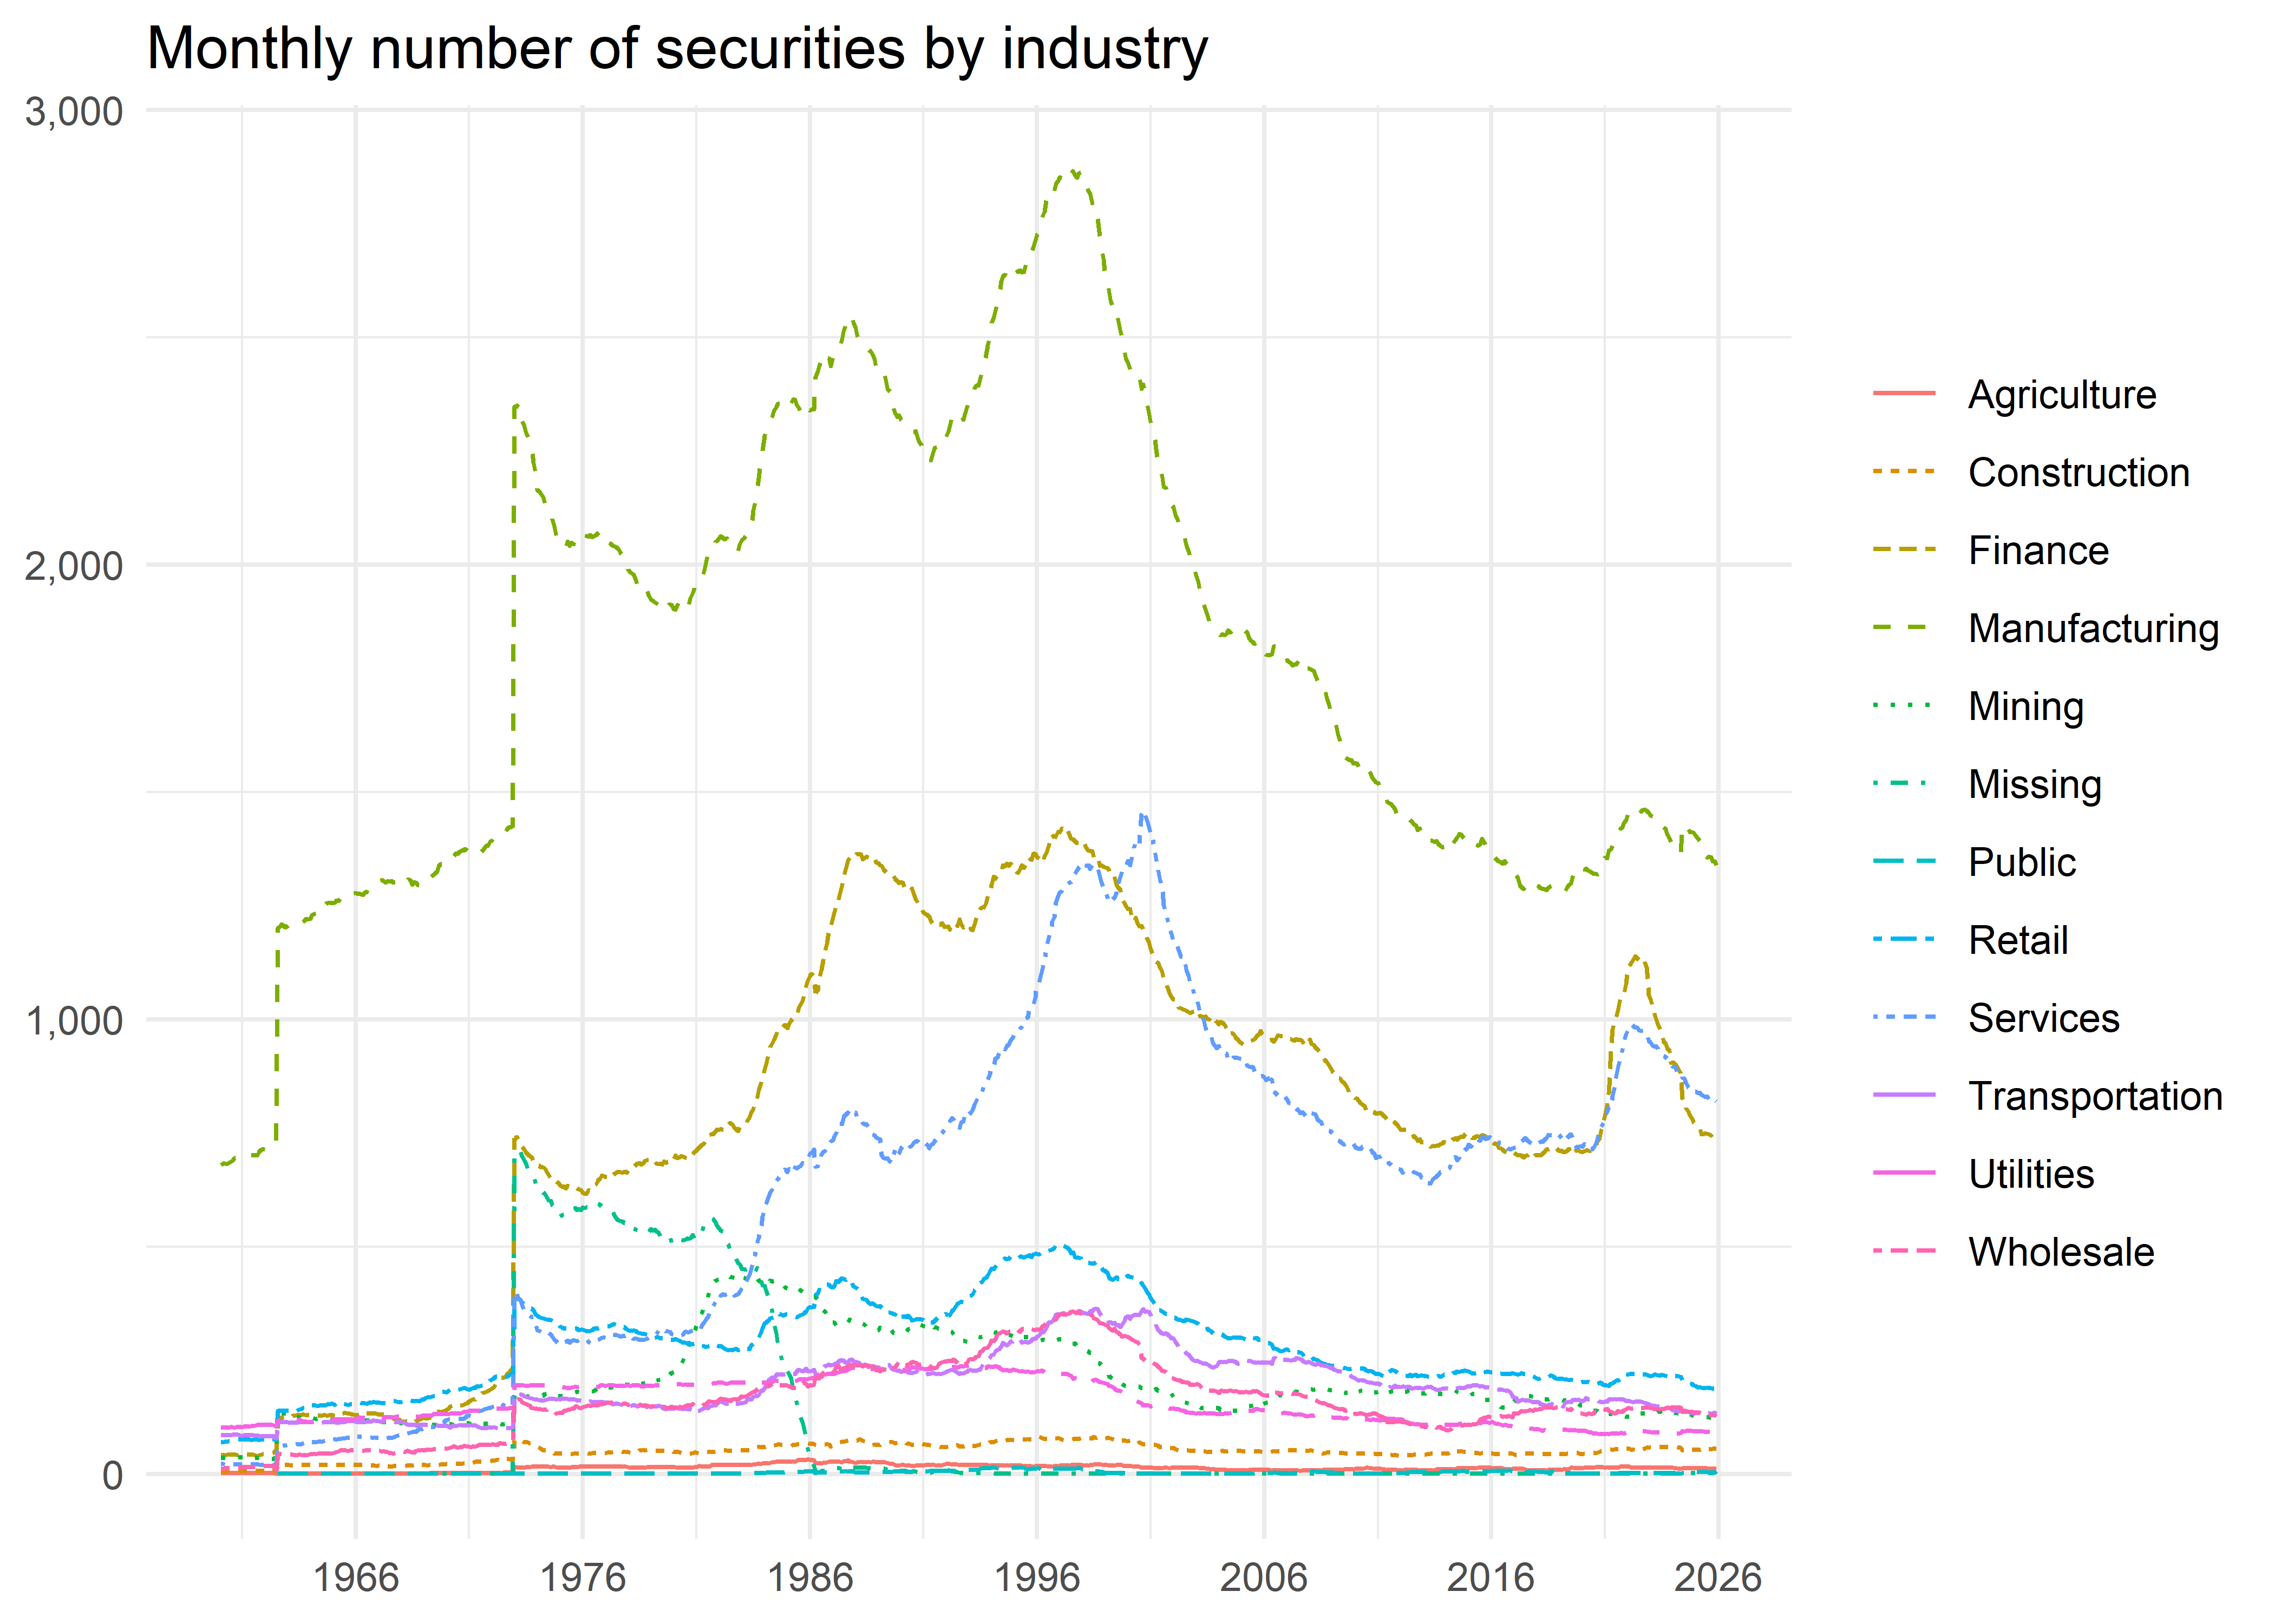 Monthly number of securities by industry
3,000
2,000
1,000
0
1966 1976 1986 1996 2006 2016 2026
Agriculture
Construction
Finance
Manufacturing
Mining
Missing
Public
Retail
Services
Transportation
Utilities
Wholesale